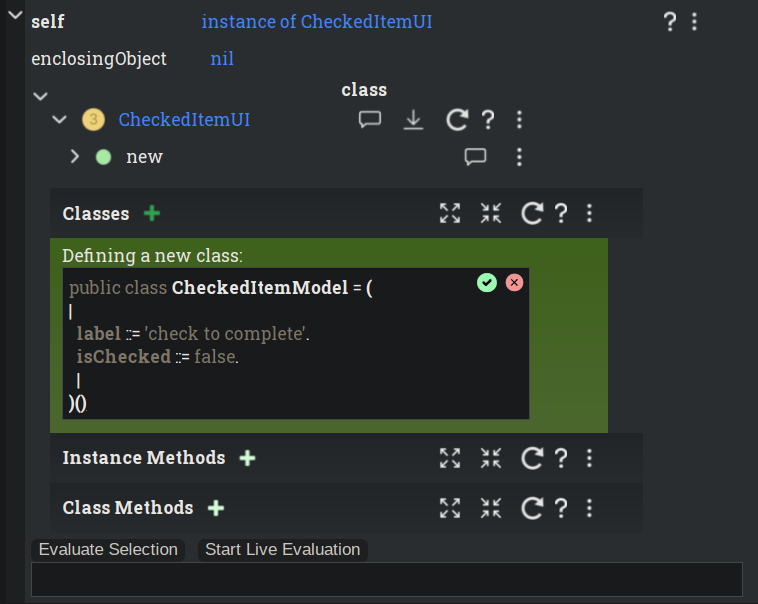 self instance of CheckedItemUI ?
enclosingObject nil
class
3 CheckedItemUI ?
new
Classes + ?
Defining a new class:
public class CheckedItemModel = (
|
label ::= 'check to complete'.
isChecked ::= false.
|
)()
Instance Methods + ?
Class Methods + ?
Evaluate Selection Start Live Evaluation